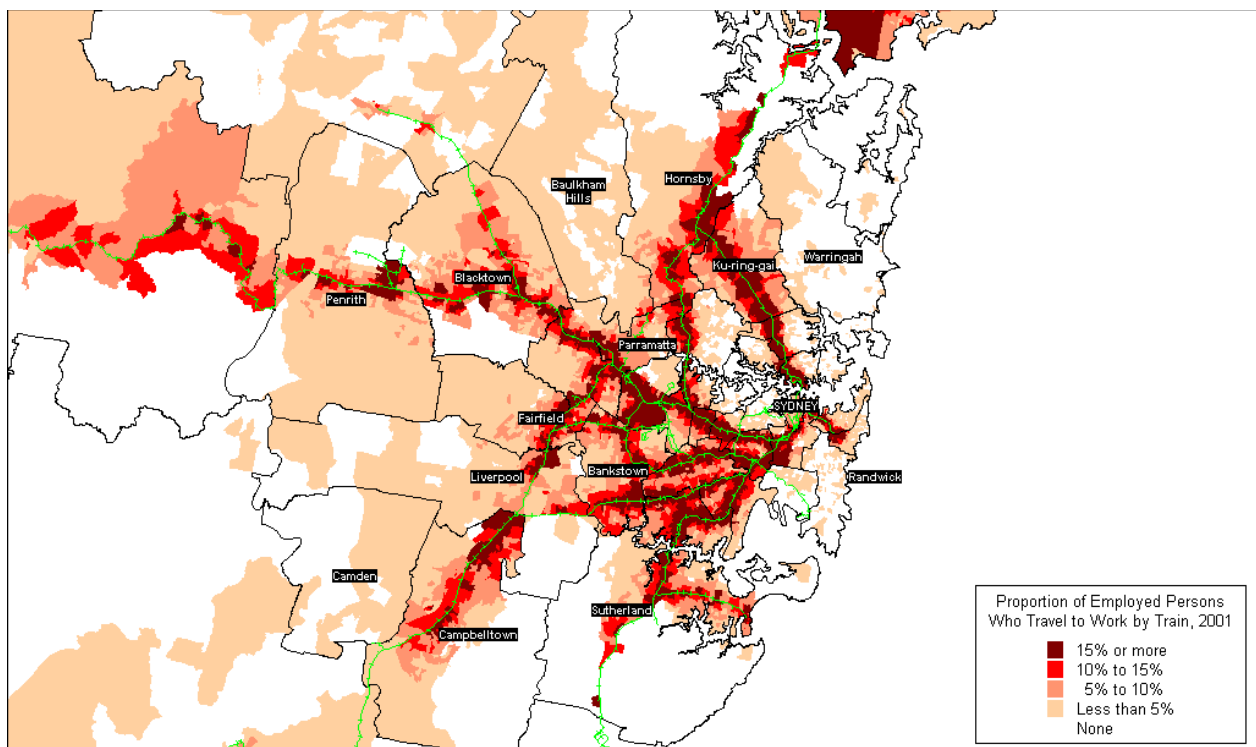 Hornsby
Baulkham
Hills
Ku-ring-gai
Warringah
Blacktown
Penrith
Parramatta
SYDNEY
Fairfield
Liverpool
Bankstown
Randwick
Camden
Sutherland
Campbelltown
Proportion of Employed Persons
Who Travel to Work by Train, 2001
15% or more
10% to 15%
5% to 10%
Less than 5%
None